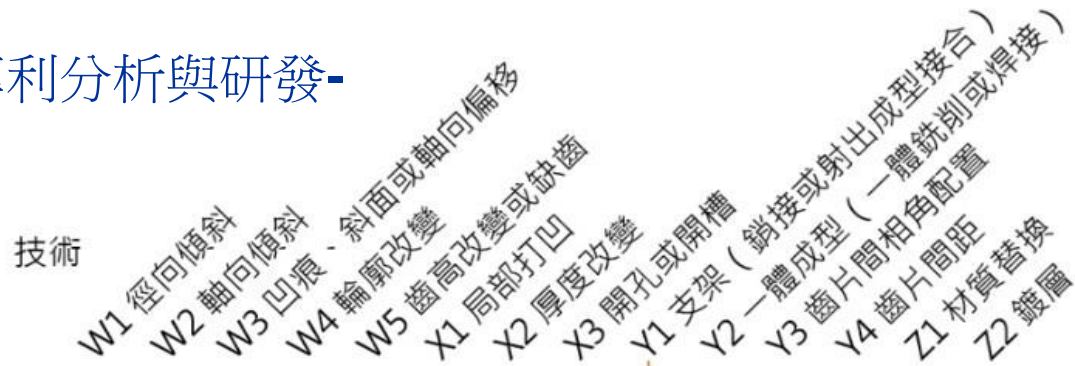 利分析與研發-
技術
W1 徑向傾斜
W2 軸向傾斜
W3 凹痕、斜面或軸向偏移
W4 輪廓改變
W5 齒高改變或缺齒
X1 局部打凹
X2 厚度改變
X3 開孔或開槽
Y1 支架（銷接或射出成型接合）
Y2 一體成型（一體銑削或焊接）
Y3 齒片間相角配置
Y4 齒片間距
Z1 材質替換
Z2 鍍層